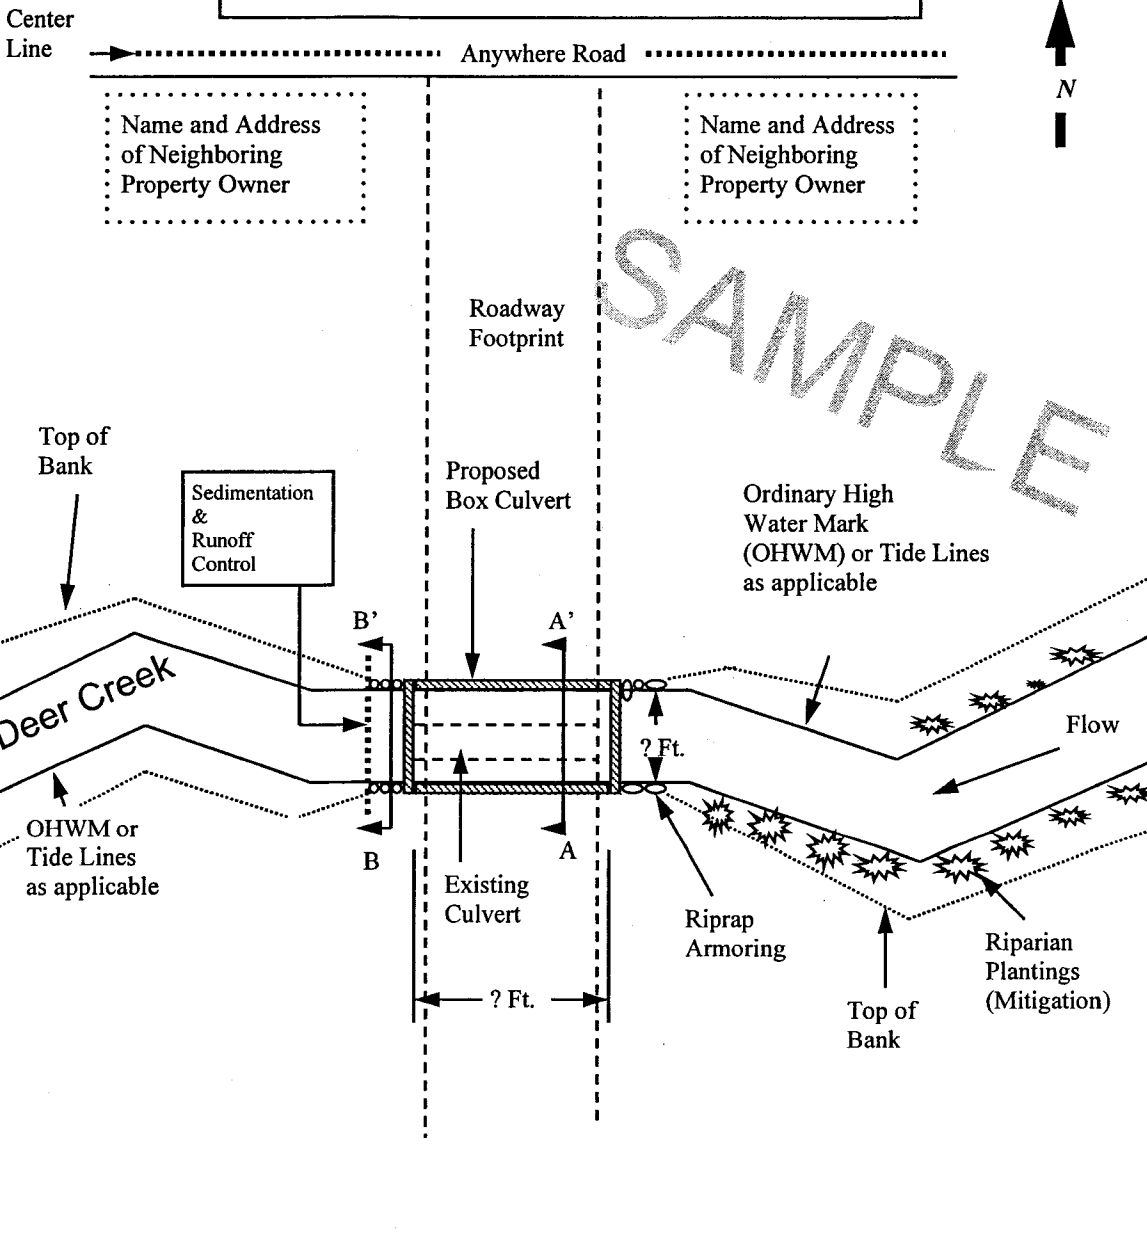 Center
Line
Anywhere Road
N
Name and Address
of Neighboring
Property Owner
Name and Address
of Neighboring
Property Owner
SAMPLE
Roadway
Footprint
Top of
Bank
Sedimentation
&
Runoff
Control
Proposed
Box Culvert
Ordinary High
Water Mark
(OHWM) or Tide Lines
as applicable
B'
A'
Deer Creek
Flow
? Ft.
OHWM or
Tide Lines
as applicable
B
A
Existing
Culvert
Riprap
Armoring
Riparian
Plantings
(Mitigation)
? Ft.
Top of
Bank